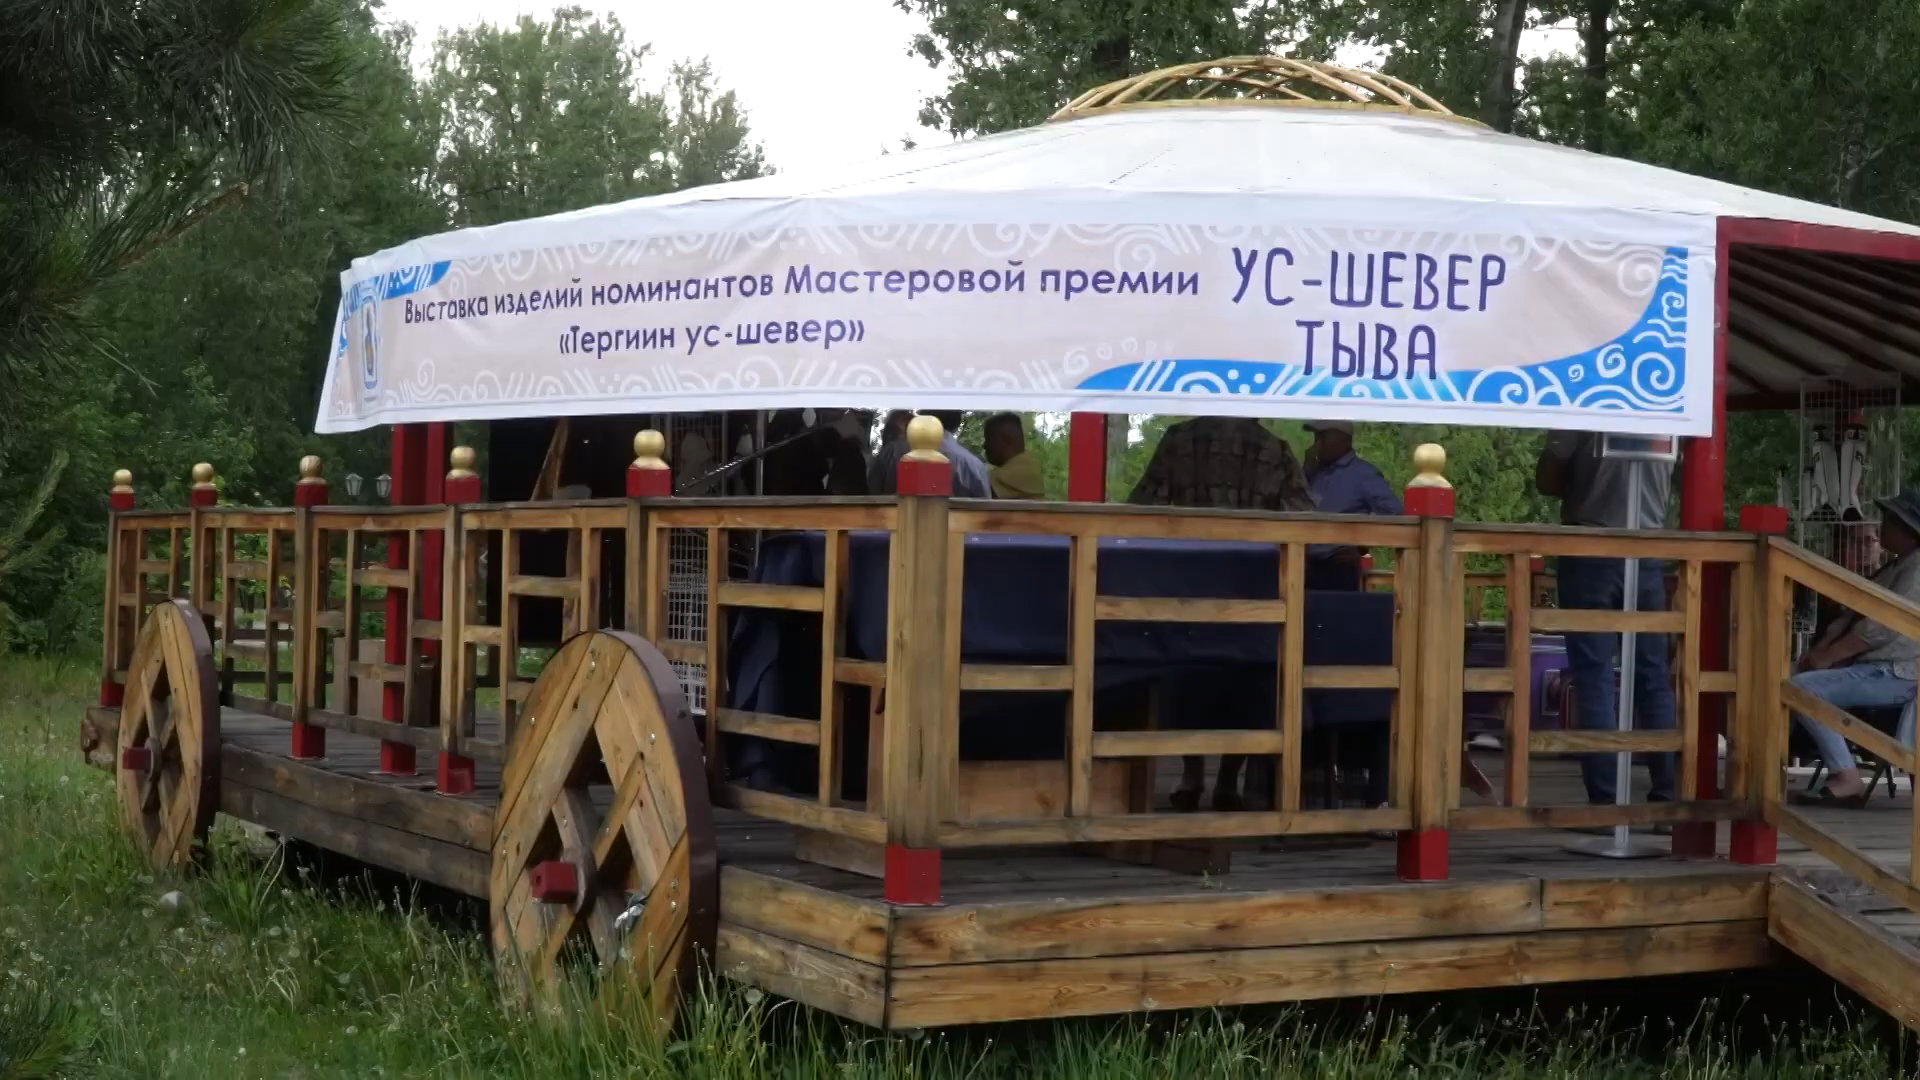 Выставка изделий номинантов Мастеровой премии
«Тергиин ус-шевер»
УС-ШЕВЕР
ТЫВА